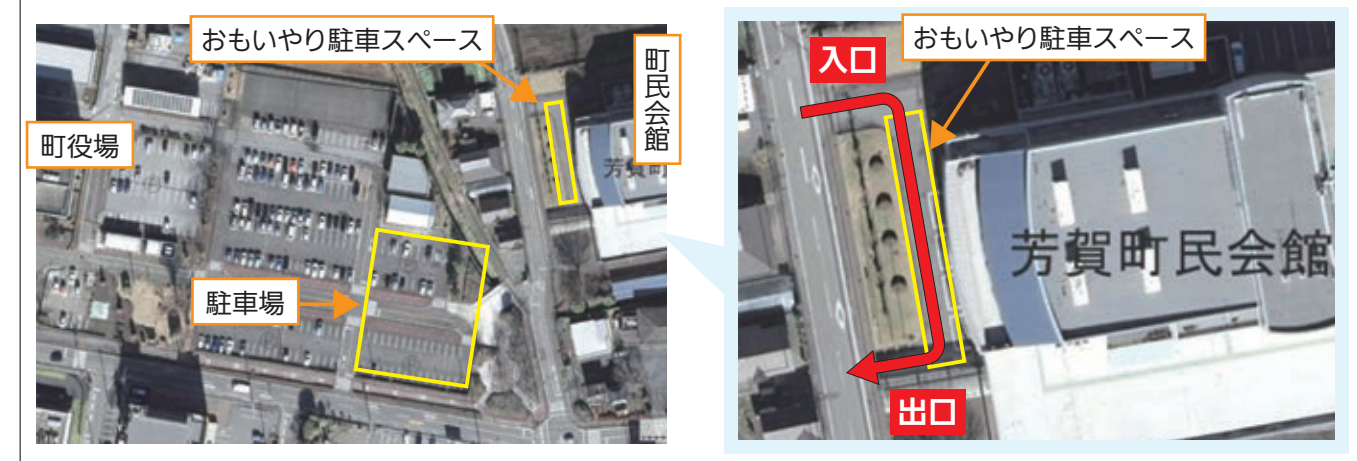 おもいやり駐車スペース
町民会館
町役場
芳賀町
駐車場
入口
おもいやり駐車スペース
芳賀町民会館
出口